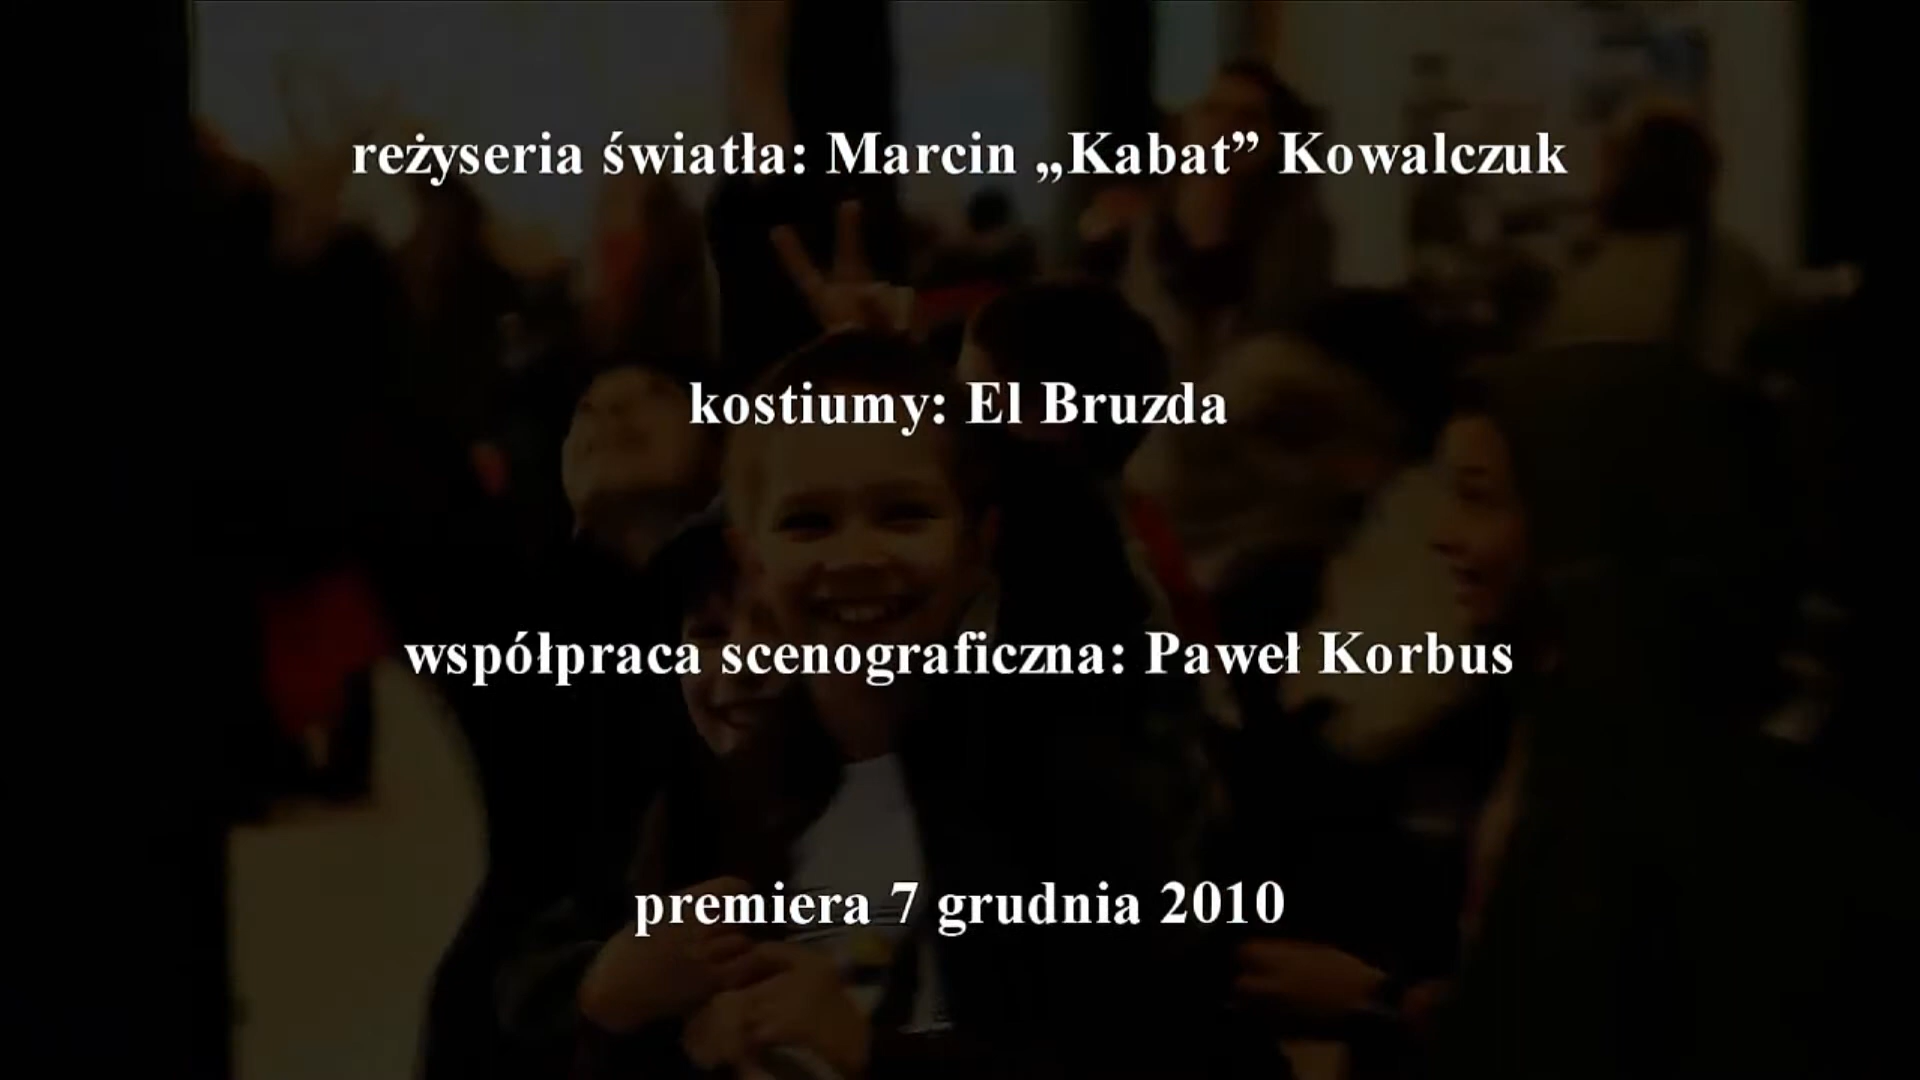 reżyseria światła: Marcin „Kabat” Kowalczuk
kostiumy: El Bruzda
współpraca scenograficzna: Paweł Korbus
premiera 7 grudnia 2010